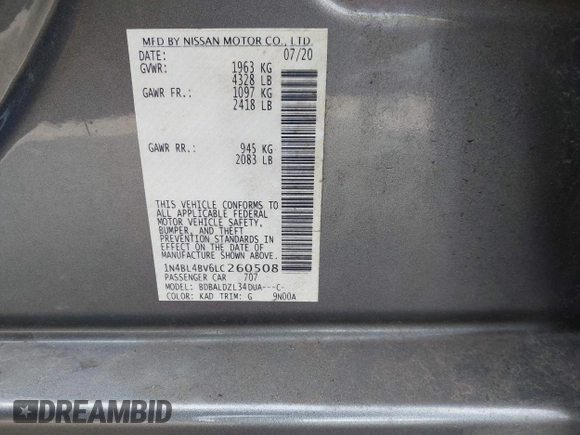 MFD BY NISSAN MOTOR CO., LTD.
DATE: 07/20
GVWR: 1963 KG
4328 LB
GAWR FR.: 1097 KG
2418 LB
GAWR RR.: 945 KG
2083 LB
THIS VEHICLE CONFORMS TO
ALL APPLICABLE FEDERAL
MOTOR VEHICLE SAFETY,
BUMPER, AND THEFT
PREVENTION STANDARDS IN
EFFECT ON THE DATE OF
MANUFACTURE SHOWN ABOVE.
1N4BL4BV6LC260508
PASSENGER CAR 707
MODEL: BDBALDZL34DUA---C-
COLOR: KAD TRIM: G 9N00A
DREAMBID